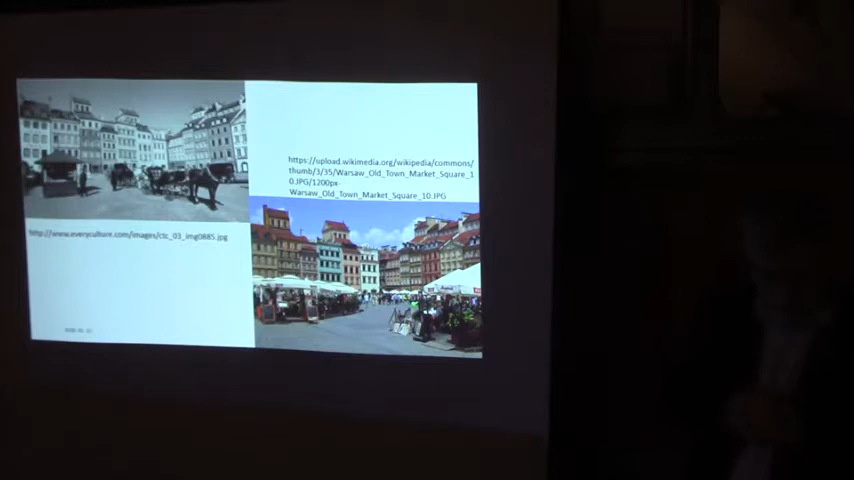 https://upload.wikimedia.org/wikipedia/commons/
thumb/3/35/Warsaw_Old_Town_Market_Square_1
0.JPG/1200px-
Warsaw_Old_Town_Market_Square_10.JPG
http://www.everyculture.com/images/ctc_03_img0885.jpg